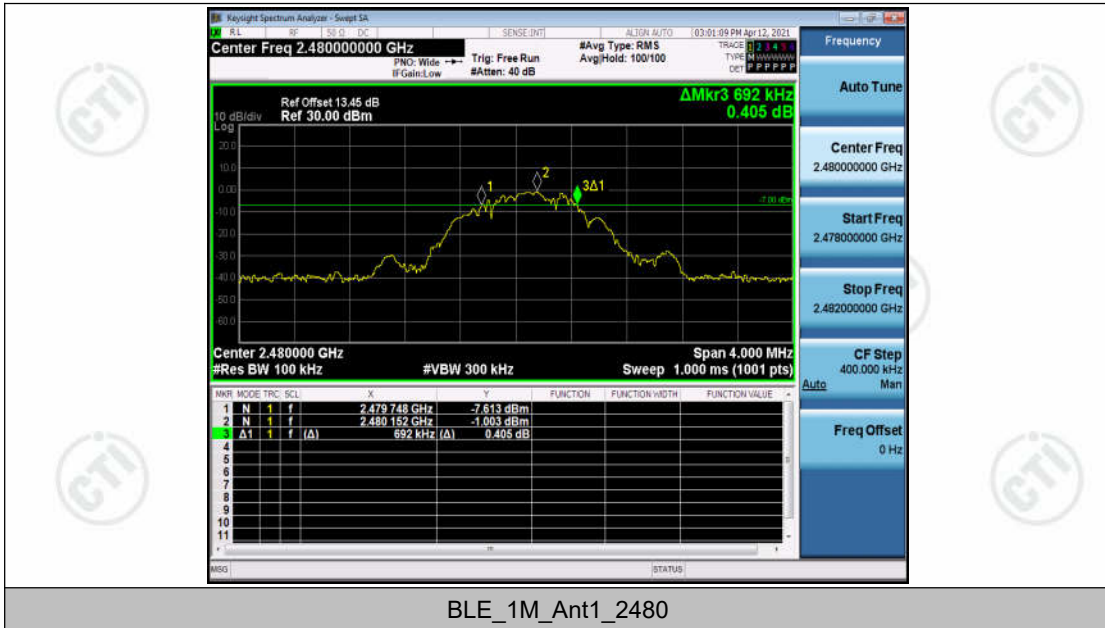 Keysight Spectrum Analyzer - Swept SA
RL RF 50 Ω DC SENSE:INT ALIGN AUTO 03:01:09 PM Apr 12, 2021
Center Freq 2.480000000 GHz
PNO: Wide
IFGain:Low
Trig: Free Run
#Atten: 40 dB
#Avg Type: RMS
Avg|Hold: 100/100
TRACE 1 2 3 4 5 6
TYPE M WWWWW
DET P P P P P P
Frequency
Auto Tune
Center Freq
2.480000000 GHz
Start Freq
2.478000000 GHz
Stop Freq
2.482000000 GHz
CF Step
400.000 kHz
Auto Man
Freq Offset
0 Hz
ΔMkr3 692 kHz
0.405 dB
Ref Offset 13.45 dB
10 dB/div Ref 30.00 dBm
Log
20.0
10.0
0.00
-10.0
-20.0
-30.0
-40.0
-50.0
-60.0
1
2
3Δ1
-7.00 dBm
Center 2.480000 GHz Span 4.000 MHz
#Res BW 100 kHz #VBW 300 kHz Sweep 1.000 ms (1001 pts)
MKR MODE TRC SCL X Y FUNCTION FUNCTION WIDTH FUNCTION VALUE
1 N 1 f 2.479 748 GHz -7.613 dBm
2 N 1 f 2.480 152 GHz -1.003 dBm
3 Δ1 1 f (Δ) 692 kHz (Δ) 0.405 dB
4
5
6
7
8
9
10
11
MSG STATUS
BLE_1M_Ant1_2480
CTI
CTI
CTI
CTI